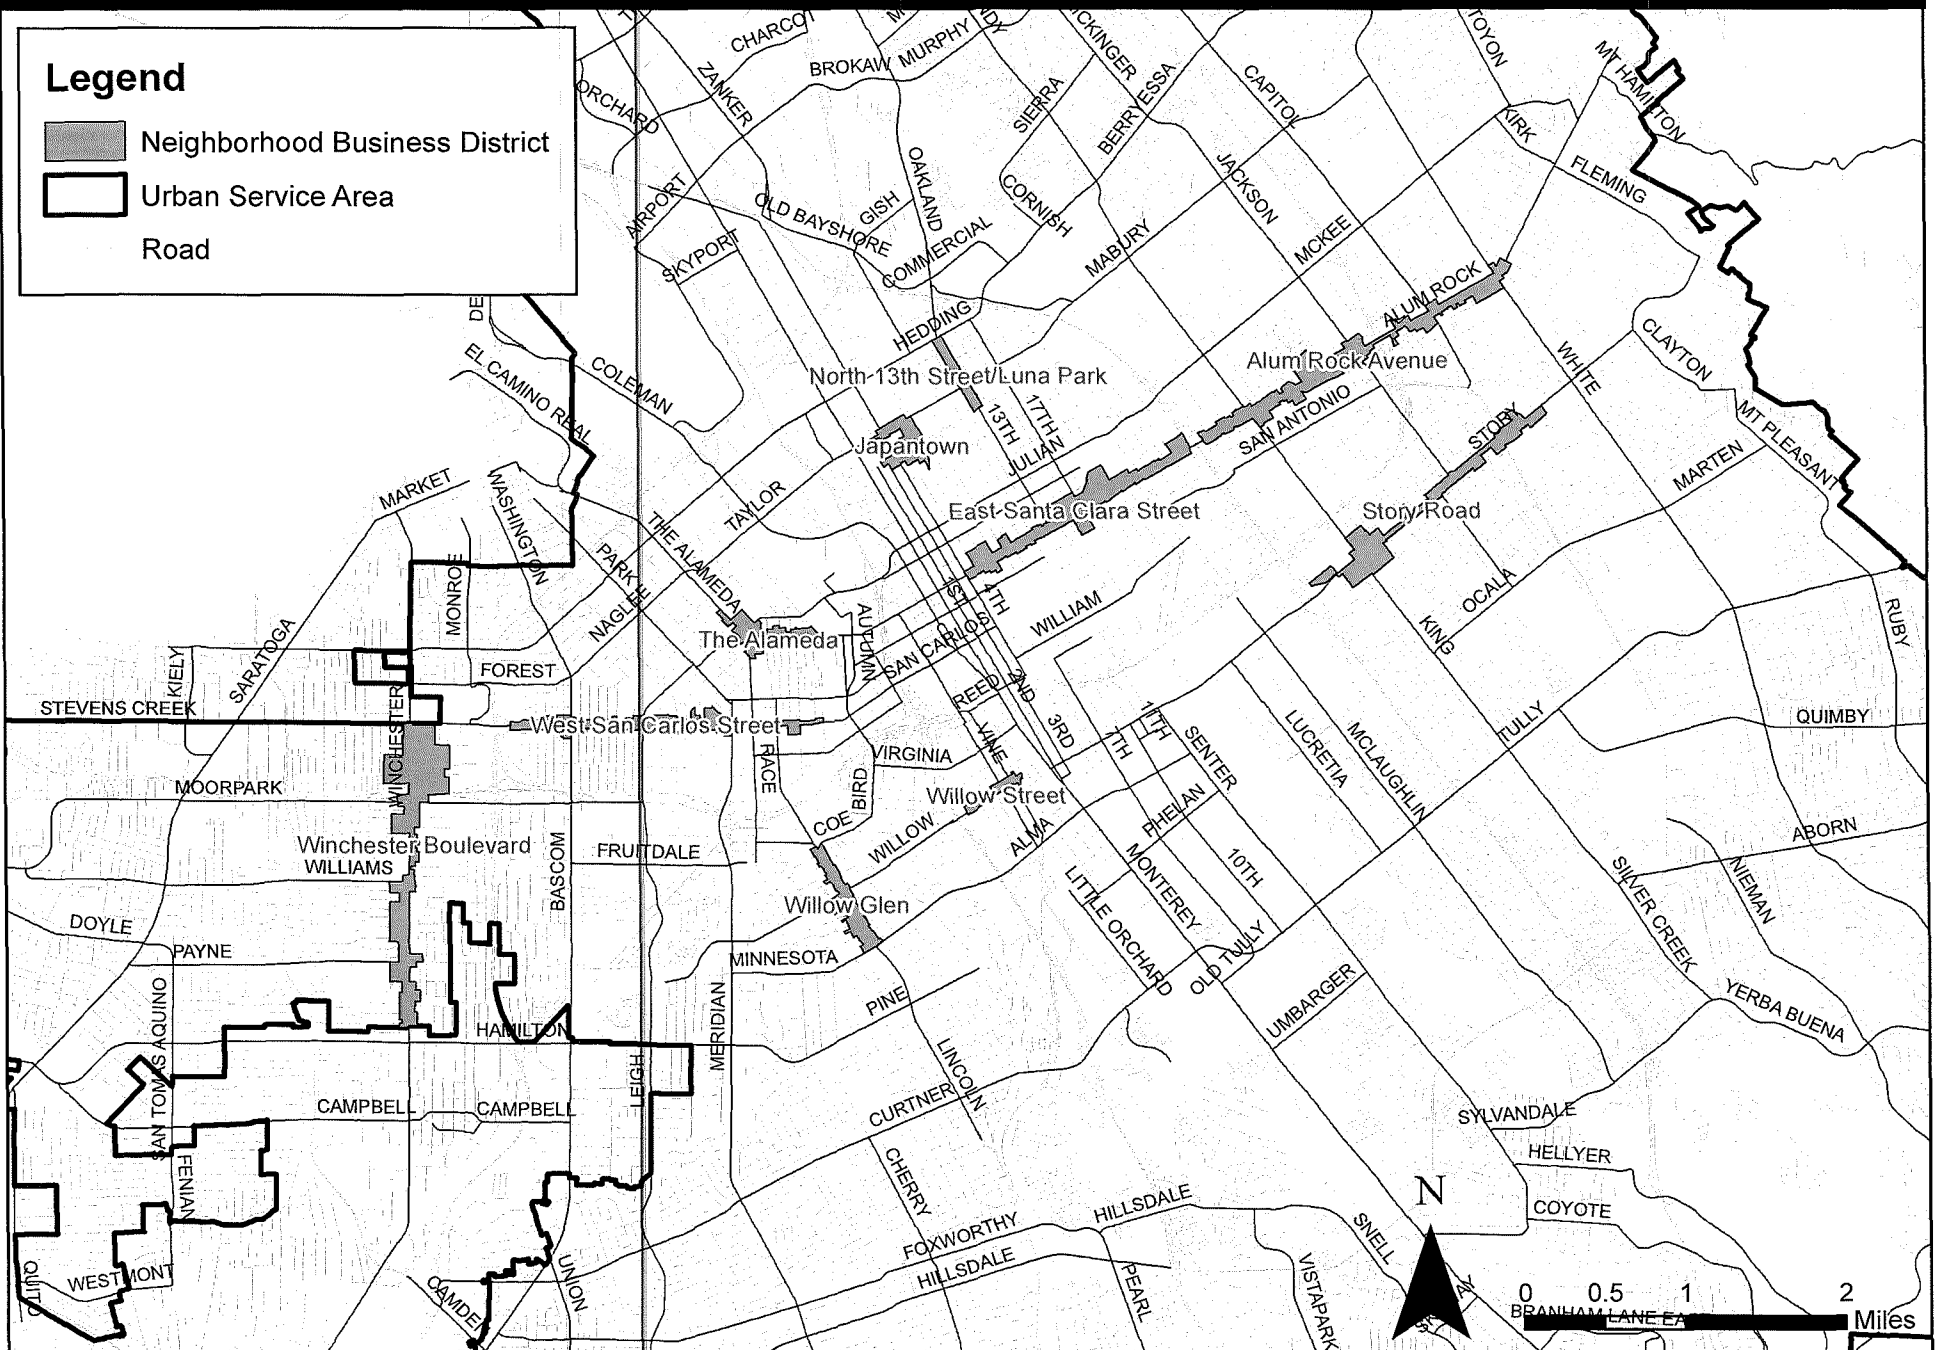 Legend
Neighborhood Business District
Urban Service Area
Road
CHARCOT
BROKAW
MURPHY
ZANKER
ORCHARD
SIERRA
BERRYESSA
CAPITOL
TOYON
MT HAMILTON
KIRK
FLEMING
JACKSON
OAKLAND
GISH
OLD BAYSHORE
COMMERCIAL
CORNISH
AIRPORT
SKYPORT
MABURY
MCKEE
HEDDING
ALUM ROCK
Alum Rock Avenue
CLAYTON
WHITE
EL CAMINO REAL
COLEMAN
North 13th Street/Luna Park
13TH
17TH
JULIAN
SAN ANTONIO
STORY
MT PLEASANT
MARTEN
Japantown
MARKET
WASHINGTON
TAYLOR
THE ALAMEDA
East Santa Clara Street
Story Road
MONROE
PARK
NAGLEE
1ST
4TH
WILLIAM
OCALA
KING
RUBY
The Alameda
AUTUMN
SAN CARLOS
KIELY
SARATOGA
FOREST
REED
2ND
STEVENS CREEK
WINCHESTER
West San Carlos Street
VINE
3RD
7TH
11TH
SENTER
LUCRETIA
MCLAUGHLIN
TULLY
QUIMBY
RACE
VIRGINIA
BIRD
MOORPARK
Willow Street
PHELAN
COE
WILLOW
ALMA
ABORN
Winchester Boulevard
WILLIAMS
FRUITDALE
BASCOM
MONTEREY
10TH
LITTLE ORCHARD
SILVER CREEK
NIEMAN
Willow Glen
DOYLE
PAYNE
MINNESOTA
OLD TULLY
PINE
UMBARGER
YERBA BUENA
SAN TOMAS AQUINO
HAMILTON
MERIDIAN
LINCOLN
LEIGH
CAMPBELL
CAMPBELL
CURTNER
SYLVANDALE
HELLYER
FENIAN
CHERRY
N
COYOTE
HILLSDALE
FOXWORTHY
HILLSDALE
SNELL
QUITO
WESTMONT
CAMDEN
UNION
PEARL
VISTAPARK
0 0.5 1 2
BRANHAM LANE EA
Miles